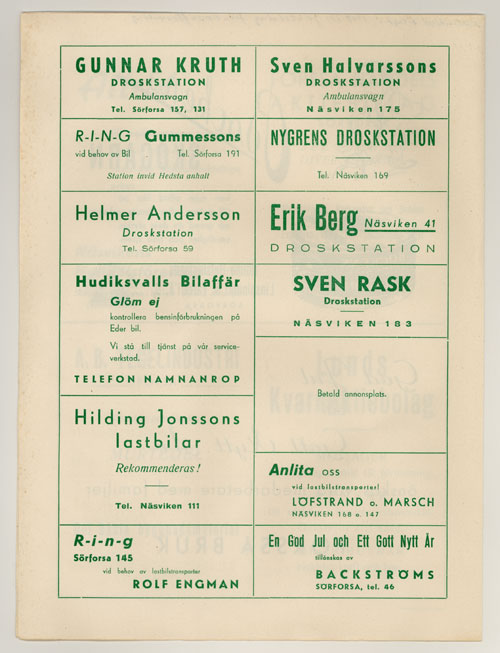 GUNNAR KRUTH
DROSKSTATION
Ambulansvagn
Tel. Sörforsa 157, 131
R-I-N-G Gummessons
vid behov av Bil Tel. Sörforsa 191
Station invid Hedsta anhalt
Helmer Andersson
Droskstation
Tel. Sörforsa 59
Hudiksvalls Bilaffär
Glöm ej
kontrollera bensinförbrukningen på
Eder bil.
Vi stå till tjänst på vår service-
verkstad.
TELEFON NAMNANROP
Hilding Jonssons
lastbilar
Rekommenderas!
Tel. Näsviken 111
R-i-n-g
Sörforsa 145
vid behov av lastbilstransporter
ROLF ENGMAN
Sven Halvarssons
DROSKSTATION
Ambulansvagn
Näsviken 175
NYGRENS DROSKSTATION
Tel. Näsviken 169
Erik Berg Näsviken 41
DROSKSTATION
SVEN RASK
Droskstation
NÄSVIKEN 183
Betald annonsplats.
Anlita OSS
vid lastbilstransporter!
LÖFSTRAND o. MARSCH
NÄSVIKEN 168 o. 147
En God Jul och Ett Gott Nytt År
tillönskas av
BACKSTRÖMS
SÖRFORSA, tel. 46